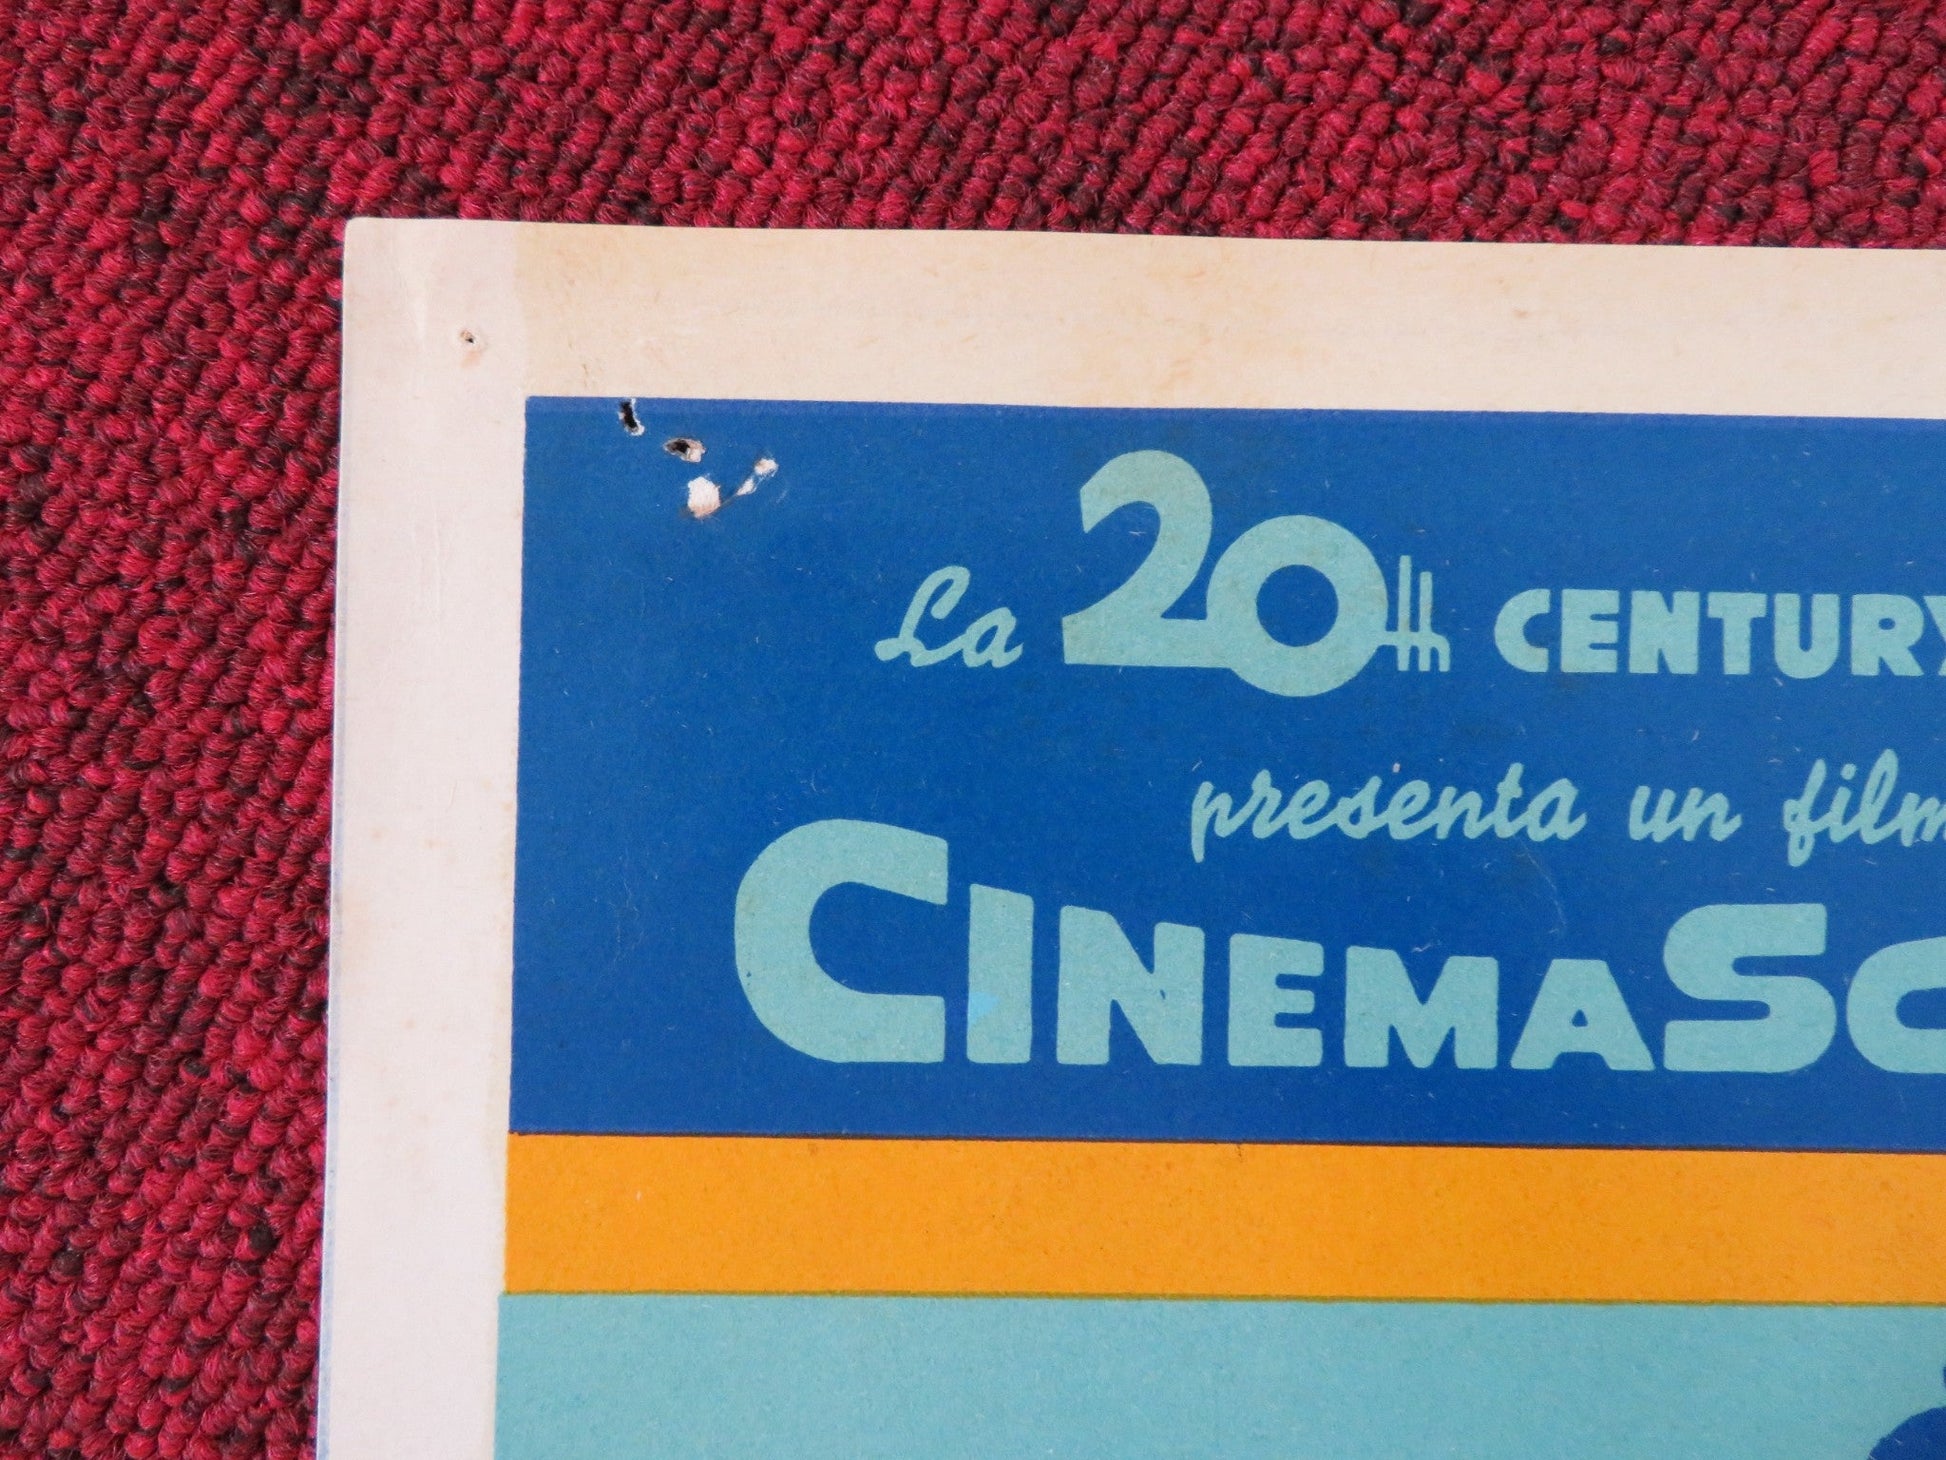 La 20th CENTURY
presenta un film
CINEMASC